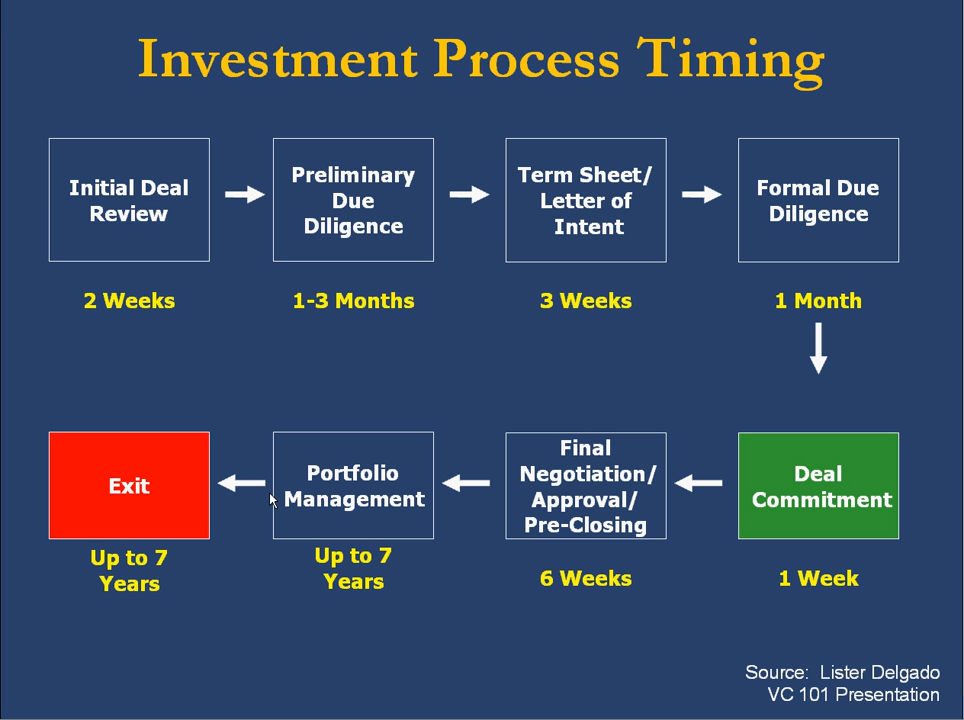 Investment Process Timing
Initial Deal
Review
2 Weeks
Preliminary
Due
Diligence
1-3 Months
Term Sheet/
Letter of
Intent
3 Weeks
Formal Due
Diligence
1 Month
Deal
Commitment
1 Week
Final
Negotiation/
Approval/
Pre-Closing
6 Weeks
Portfolio
Management
Up to 7
Years
Exit
Up to 7
Years
Source: Lister Delgado
VC 101 Presentation